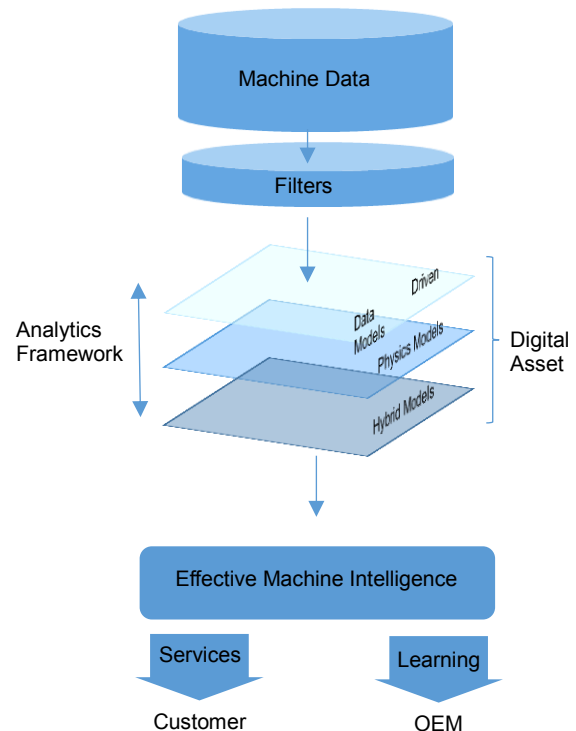 Machine Data
Filters
Driven
Data
Models
Physics Models
Hybrid Models
Analytics
Framework
Digital
Asset
Effective Machine Intelligence
Services
Learning
Customer
OEM